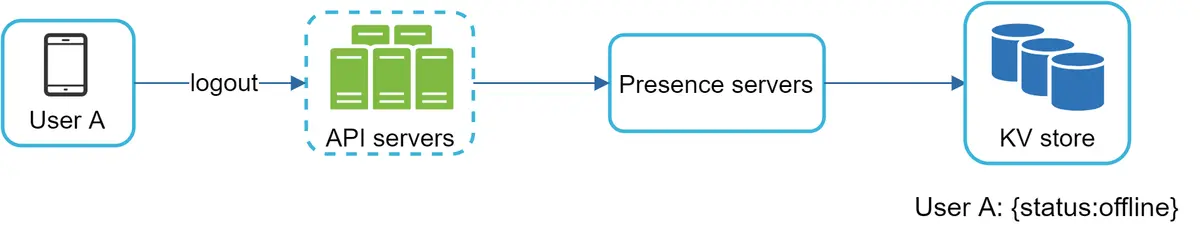 User A
logout
API servers
Presence servers
KV store
User A: {status:offline}